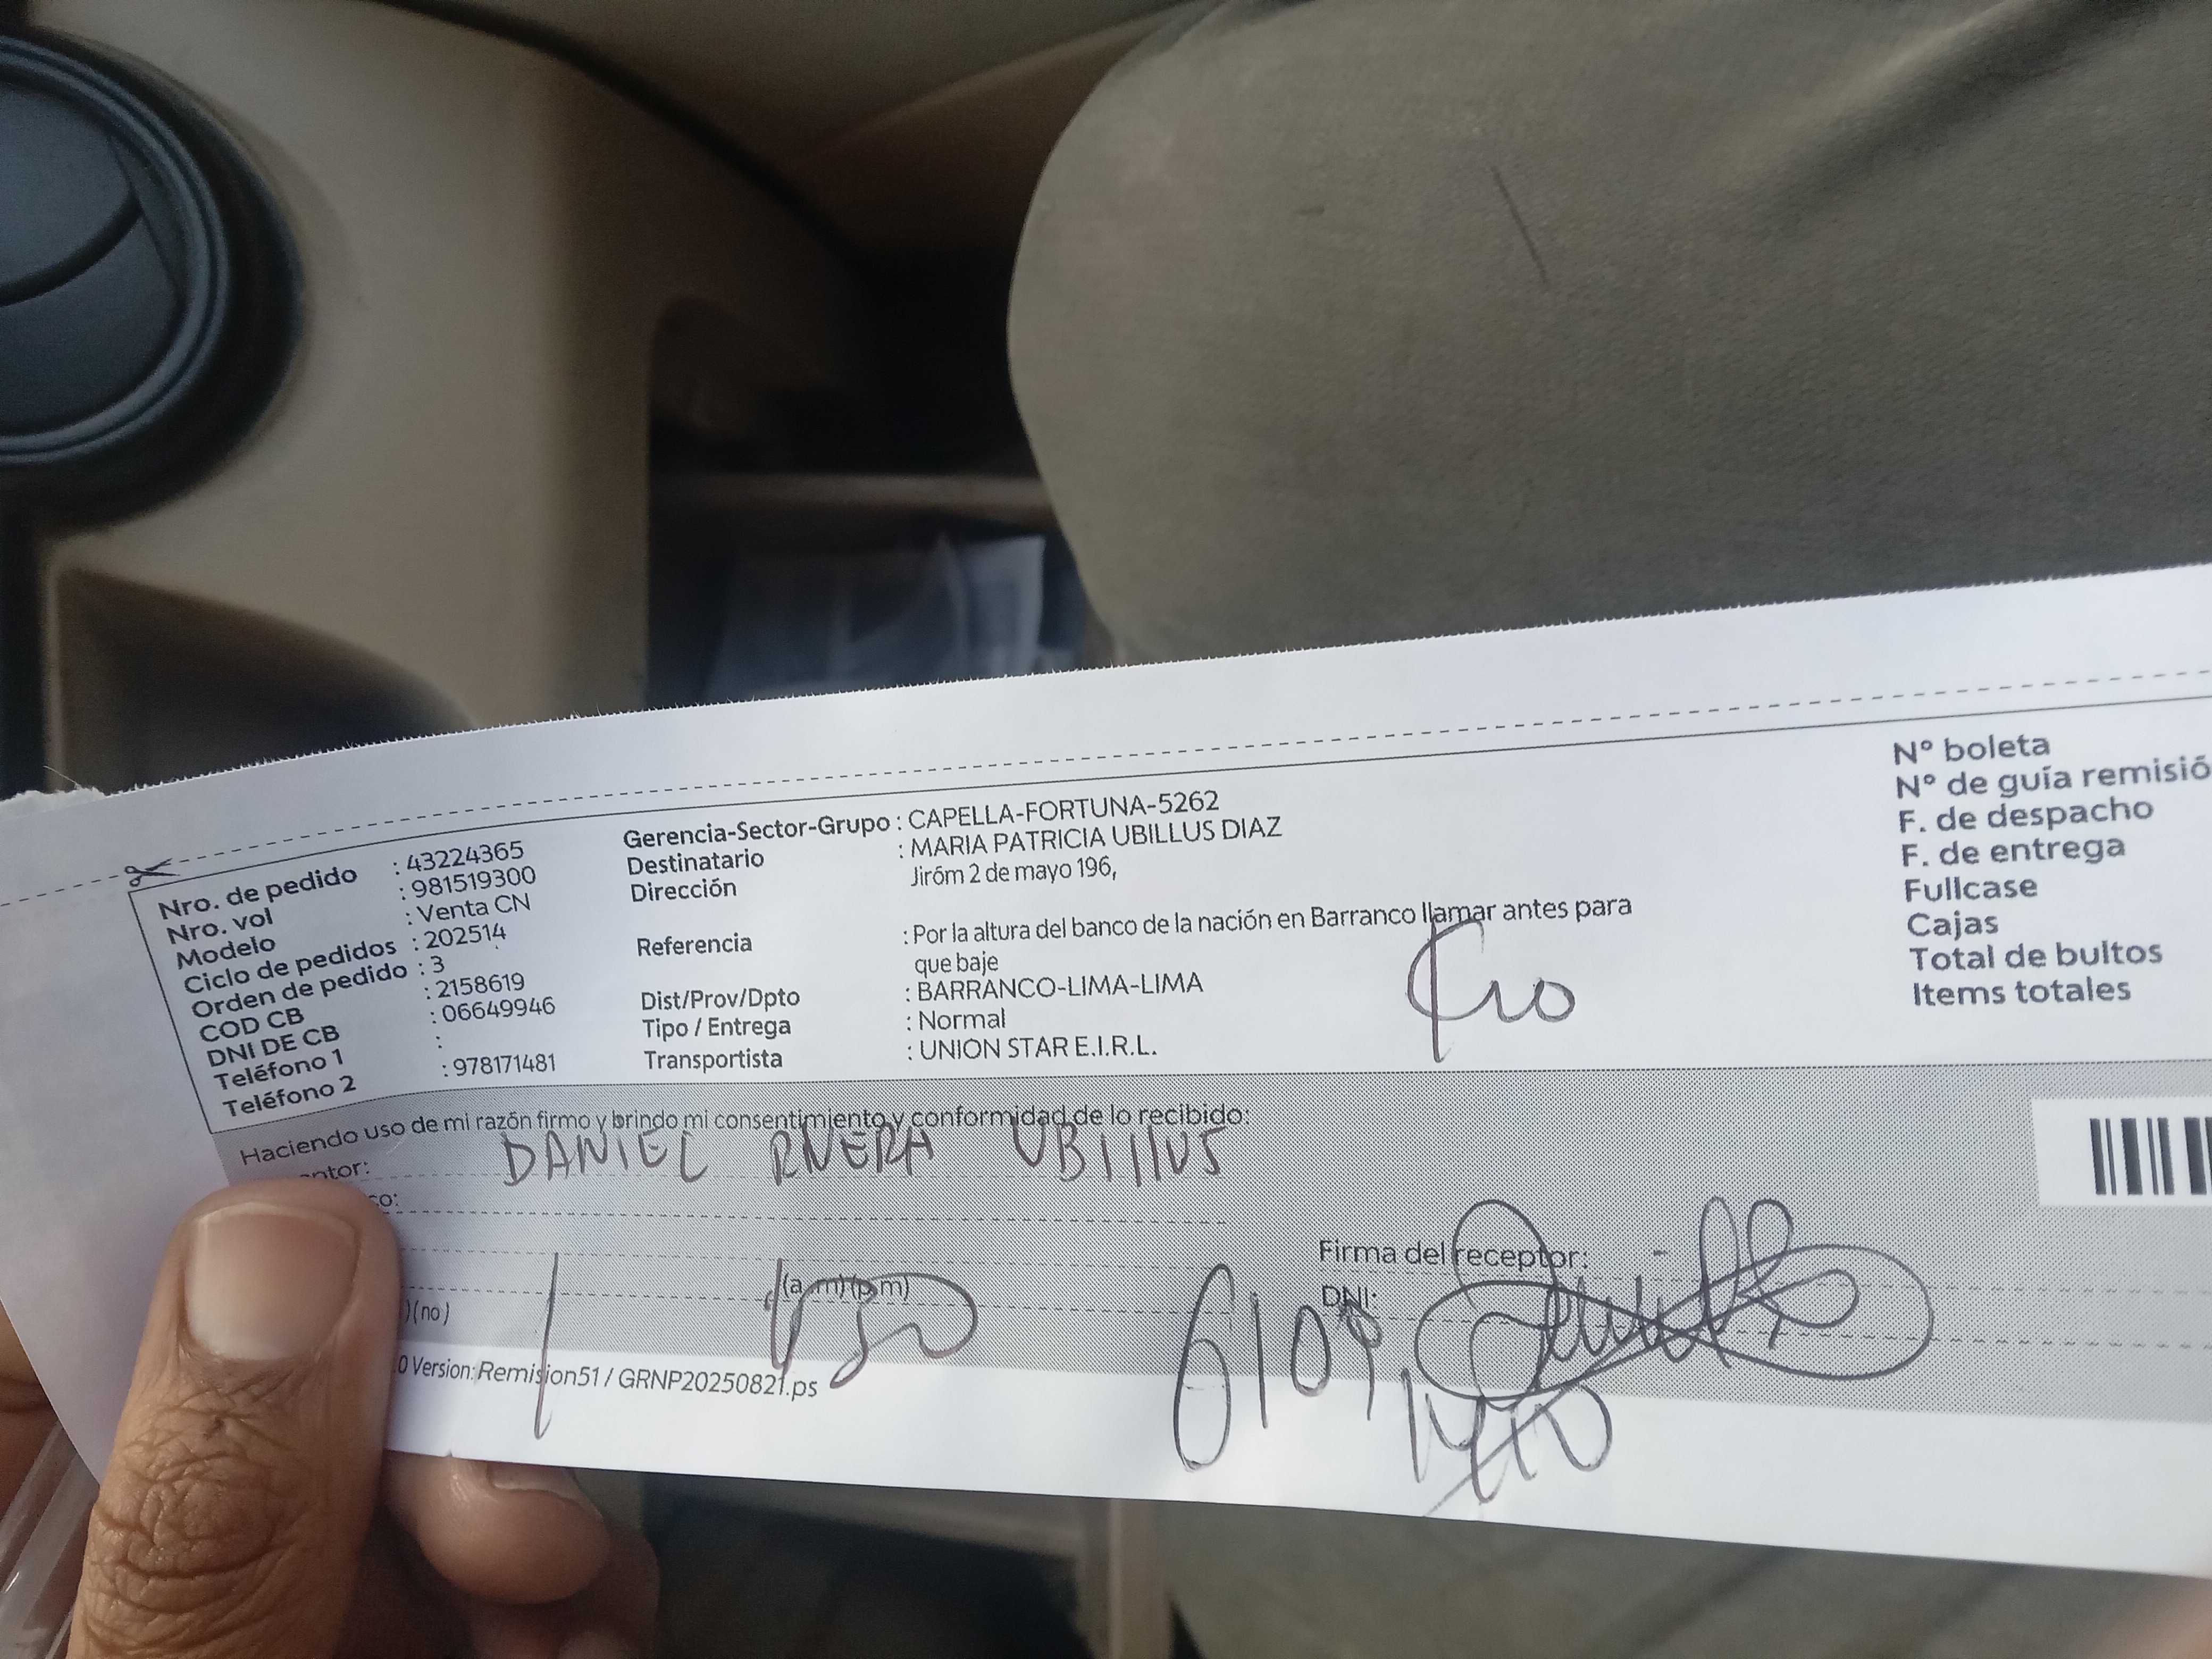 Nro. de pedido : 43224365
Nro. vol : 981519300
Modelo : Venta CN
Ciclo de pedidos : 202514
Orden de pedido : 3
COD CB : 2158619
DNI DE CB : 06649946
Teléfono 1 :
Teléfono 2 : 978171481
Gerencia-Sector-Grupo : CAPELLA-FORTUNA-5262
Destinatario : MARIA PATRICIA UBILLUS DIAZ
Dirección Jiróm 2 de mayo 196,
Referencia : Por la altura del banco de la nación en Barranco llamar antes para
que baje
Dist/Prov/Dpto : BARRANCO-LIMA-LIMA
Tipo / Entrega : Normal
Transportista : UNION STAR E.I.R.L.
N° boleta
N° de guía remisió
F. de despacho
F. de entrega
Fullcase
Cajas
Total de bultos
Items totales
Haciendo uso de mi razón firmo y brindo mi consentimiento y conformidad de lo recibido:
ntor: DANIEL RIVERA UBILLUS
co:
(a.m)(p.m)
)(no)
Firma del receptor:
DNI:
0 Version:Remision51 / GRNP20250821.ps